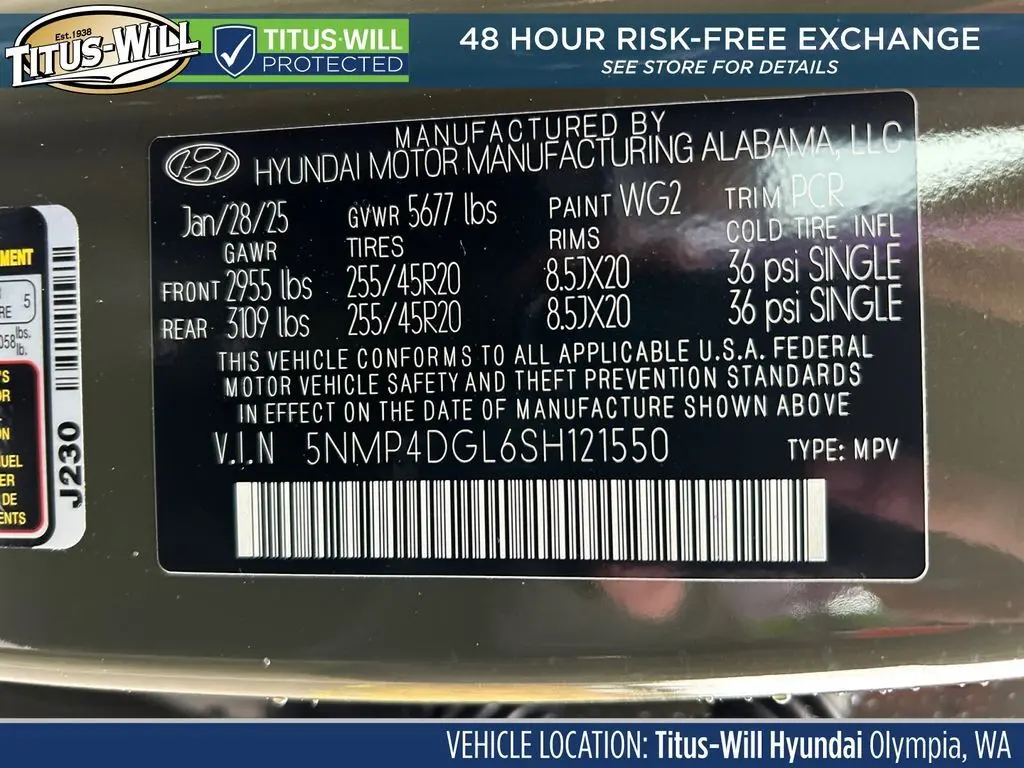 Est. 1938
TITUS-WILL
TITUS-WILL
PROTECTED
48 HOUR RISK-FREE EXCHANGE
SEE STORE FOR DETAILS
MANUFACTURED BY
HYUNDAI MOTOR MANUFACTURING ALABAMA, LLC
Jan/28/25 GVWR 5677 lbs PAINT WG2 TRIM PCR
GAWR TIRES RIMS COLD TIRE INFL
FRONT 2955 lbs 255/45R20 8.5JX20 36 psi SINGLE
REAR 3109 lbs 255/45R20 8.5JX20 36 psi SINGLE
THIS VEHICLE CONFORMS TO ALL APPLICABLE U.S.A. FEDERAL
MOTOR VEHICLE SAFETY AND THEFT PREVENTION STANDARDS
IN EFFECT ON THE DATE OF MANUFACTURE SHOWN ABOVE
V.I.N 5NMP4DGL6SH121550 TYPE: MPV
5
lbs.
lb.
DE
J230
VEHICLE LOCATION: Titus-Will Hyundai Olympia, WA